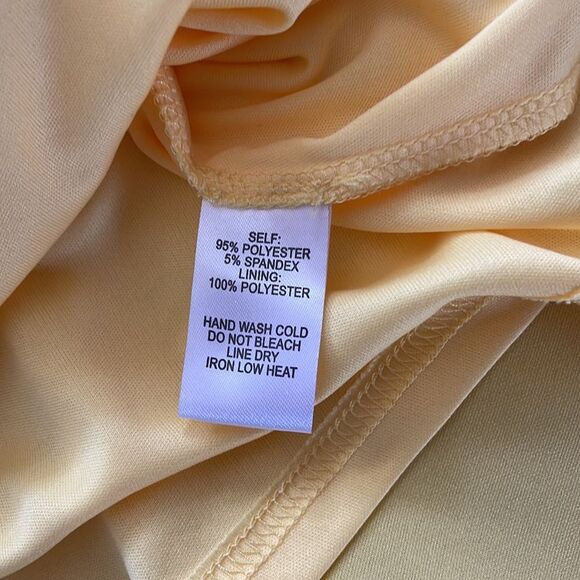 SELF:
95% POLYESTER
5% SPANDEX
LINING:
100% POLYESTER
HAND WASH COLD
DO NOT BLEACH
LINE DRY
IRON LOW HEAT